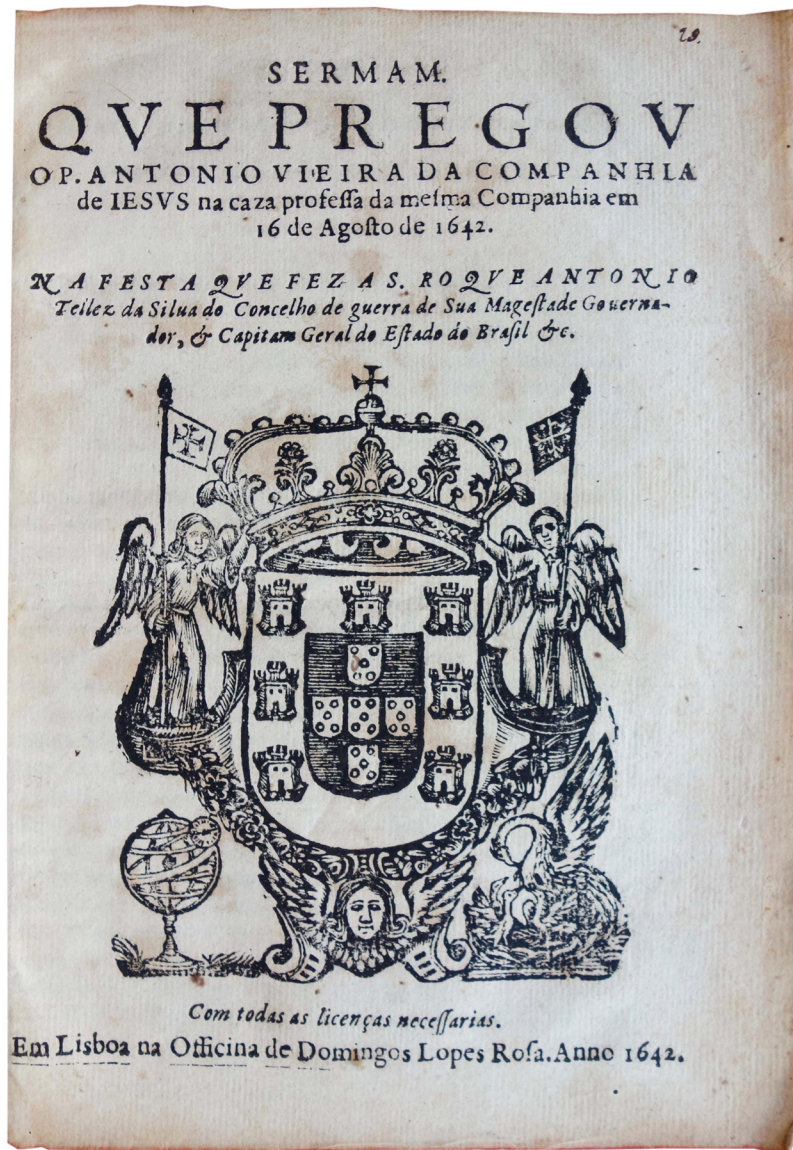 29.
SERMAM.
QVE PREGOV
O P. ANTONIO VIEIRA DA COMPANHIA
de IESVS na caza professa da mesma Companhia em
16 de Agosto de 1642.
NA FESTA QVE FEZ A S. ROQVE ANTONIO
Tellez da Silua do Concelho de guerra de Sua Magestade Gouerna-
dor, & Capitam Geral do Estado do Brasil &c.
Com todas as licenças necessarias.
Em Lisboa na Officina de Domingos Lopes Rosa. Anno 1642.